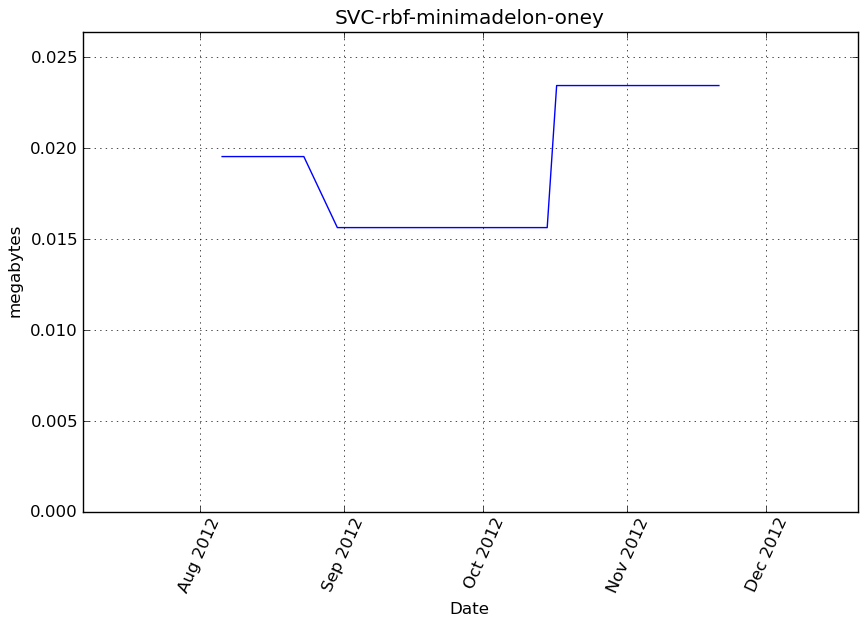 SVC-rbf-minimadelon-oney
0.025
0.020
0.015
0.010
0.005
0.000
megabytes
Aug 2012
Sep 2012
Oct 2012
Nov 2012
Dec 2012
Date